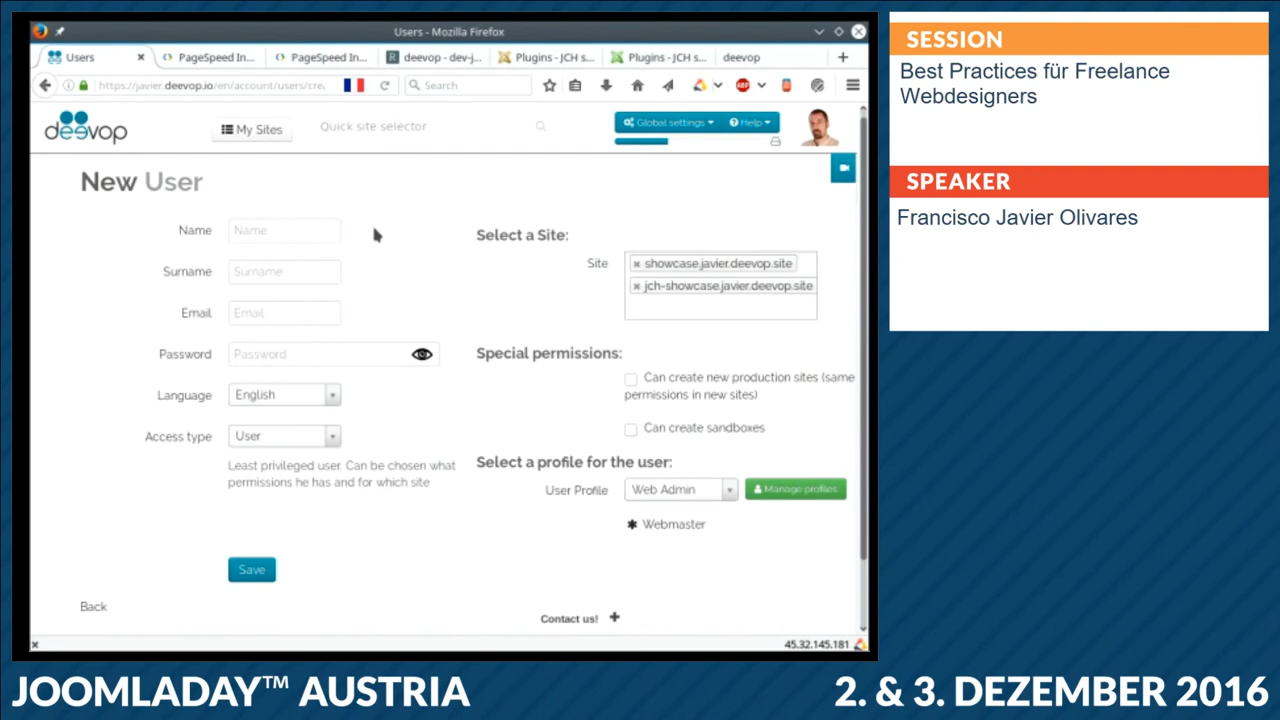 Users - Mozilla Firefox
Users
PageSpeed In...
PageSpeed In...
deevop - dev-j...
Plugins - JCH s...
Plugins - JCH s...
deevop
https://javier.deevop.io/en/account/users/cre
Search
deevop
My Sites
Quick site selector
Global settings
Help
New User
Name
Name
Surname
Surname
Email
Email
Password
Password
Language
English
Access type
User
Least privileged user. Can be chosen what
permissions he has and for which site
Save
Back
Select a Site:
Site
× showcase.javier.deevop.site
× jch-showcase.javier.deevop.site
Special permissions:
Can create new production sites (same
permissions in new sites)
Can create sandboxes
Select a profile for the user:
User Profile
Web Admin
Manage profiles
Webmaster
Contact us!
45.32.145.181
SESSION
Best Practices für Freelance
Webdesigners
SPEAKER
Francisco Javier Olivares
JOOMLADAY™ AUSTRIA
2. & 3. DEZEMBER 2016